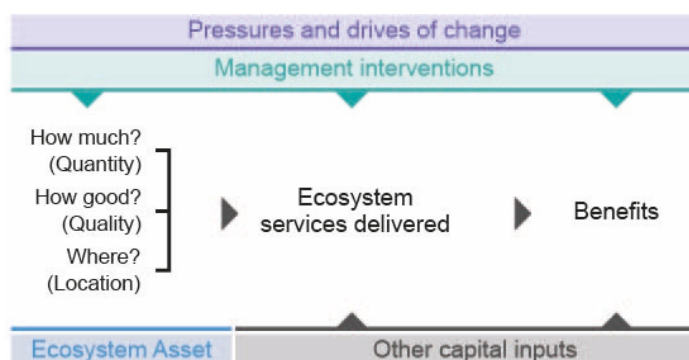 Pressures and drives of change
Management interventions
How much?
(Quantity)
How good?
(Quality)
Where?
(Location)
Ecosystem
services delivered
Benefits
Ecosystem Asset
Other capital inputs